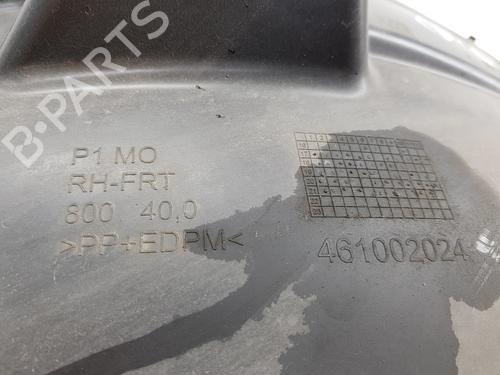 B-PARTS
P1 MO
RH-FRT
800 40,0
>PP+EDPM<
461002024